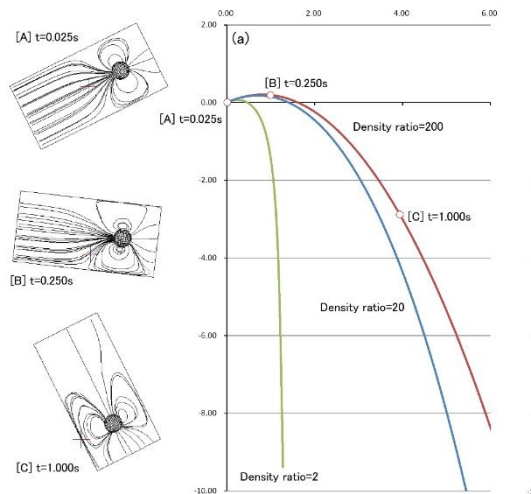 [A] t=0.025s
[B] t=0.250s
[C] t=1.000s
(a)
0.00 2.00 4.00 6.00
2.00
0.00
-2.00
-4.00
-6.00
-8.00
-10.00
[B] t=0.250s
[A] t=0.025s
Density ratio=200
[C] t=1.000s
Density ratio=20
Density ratio=2